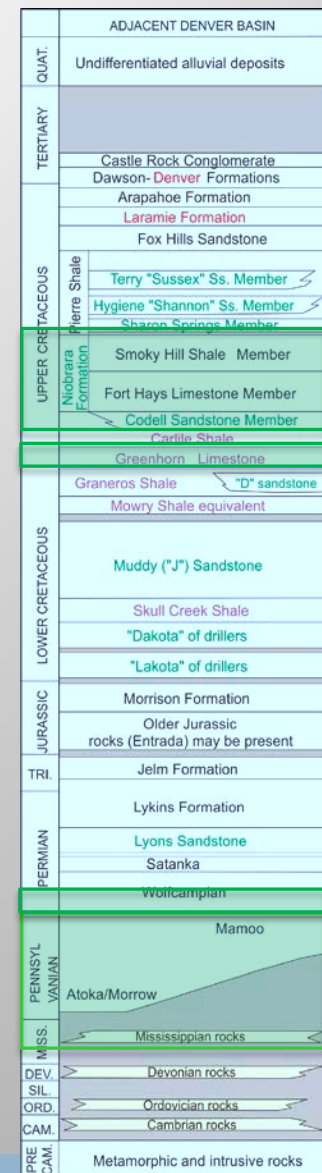 ADJACENT DENVER BASIN
QUAT.
Undifferentiated alluvial deposits
TERTIARY
Castle Rock Conglomerate
Dawson- Denver Formations
UPPER CRETACEOUS
Arapahoe Formation
Laramie Formation
Fox Hills Sandstone
Pierre Shale
Terry "Sussex" Ss. Member
Hygiene "Shannon" Ss. Member
Sharon Springs Member
Niobrara
Formation
Smoky Hill Shale Member
Fort Hays Limestone Member
Codell Sandstone Member
Carlile Shale
Greenhorn Limestone
Graneros Shale
"D" sandstone
LOWER CRETACEOUS
Mowry Shale equivalent
Muddy ("J") Sandstone
Skull Creek Shale
"Dakota" of drillers
"Lakota" of drillers
JURASSIC
Morrison Formation
Older Jurassic
rocks (Entrada) may be present
TRI.
Jelm Formation
PERMIAN
Lykins Formation
Lyons Sandstone
Satanka
Wolfcampian
PENNSYL
VANIAN
Mamoo
Atoka/Morrow
MISS.
Mississippian rocks
DEV.
Devonian rocks
SIL.
ORD.
Ordovician rocks
CAM.
Cambrian rocks
PRE
CAM.
Metamorphic and intrusive rocks